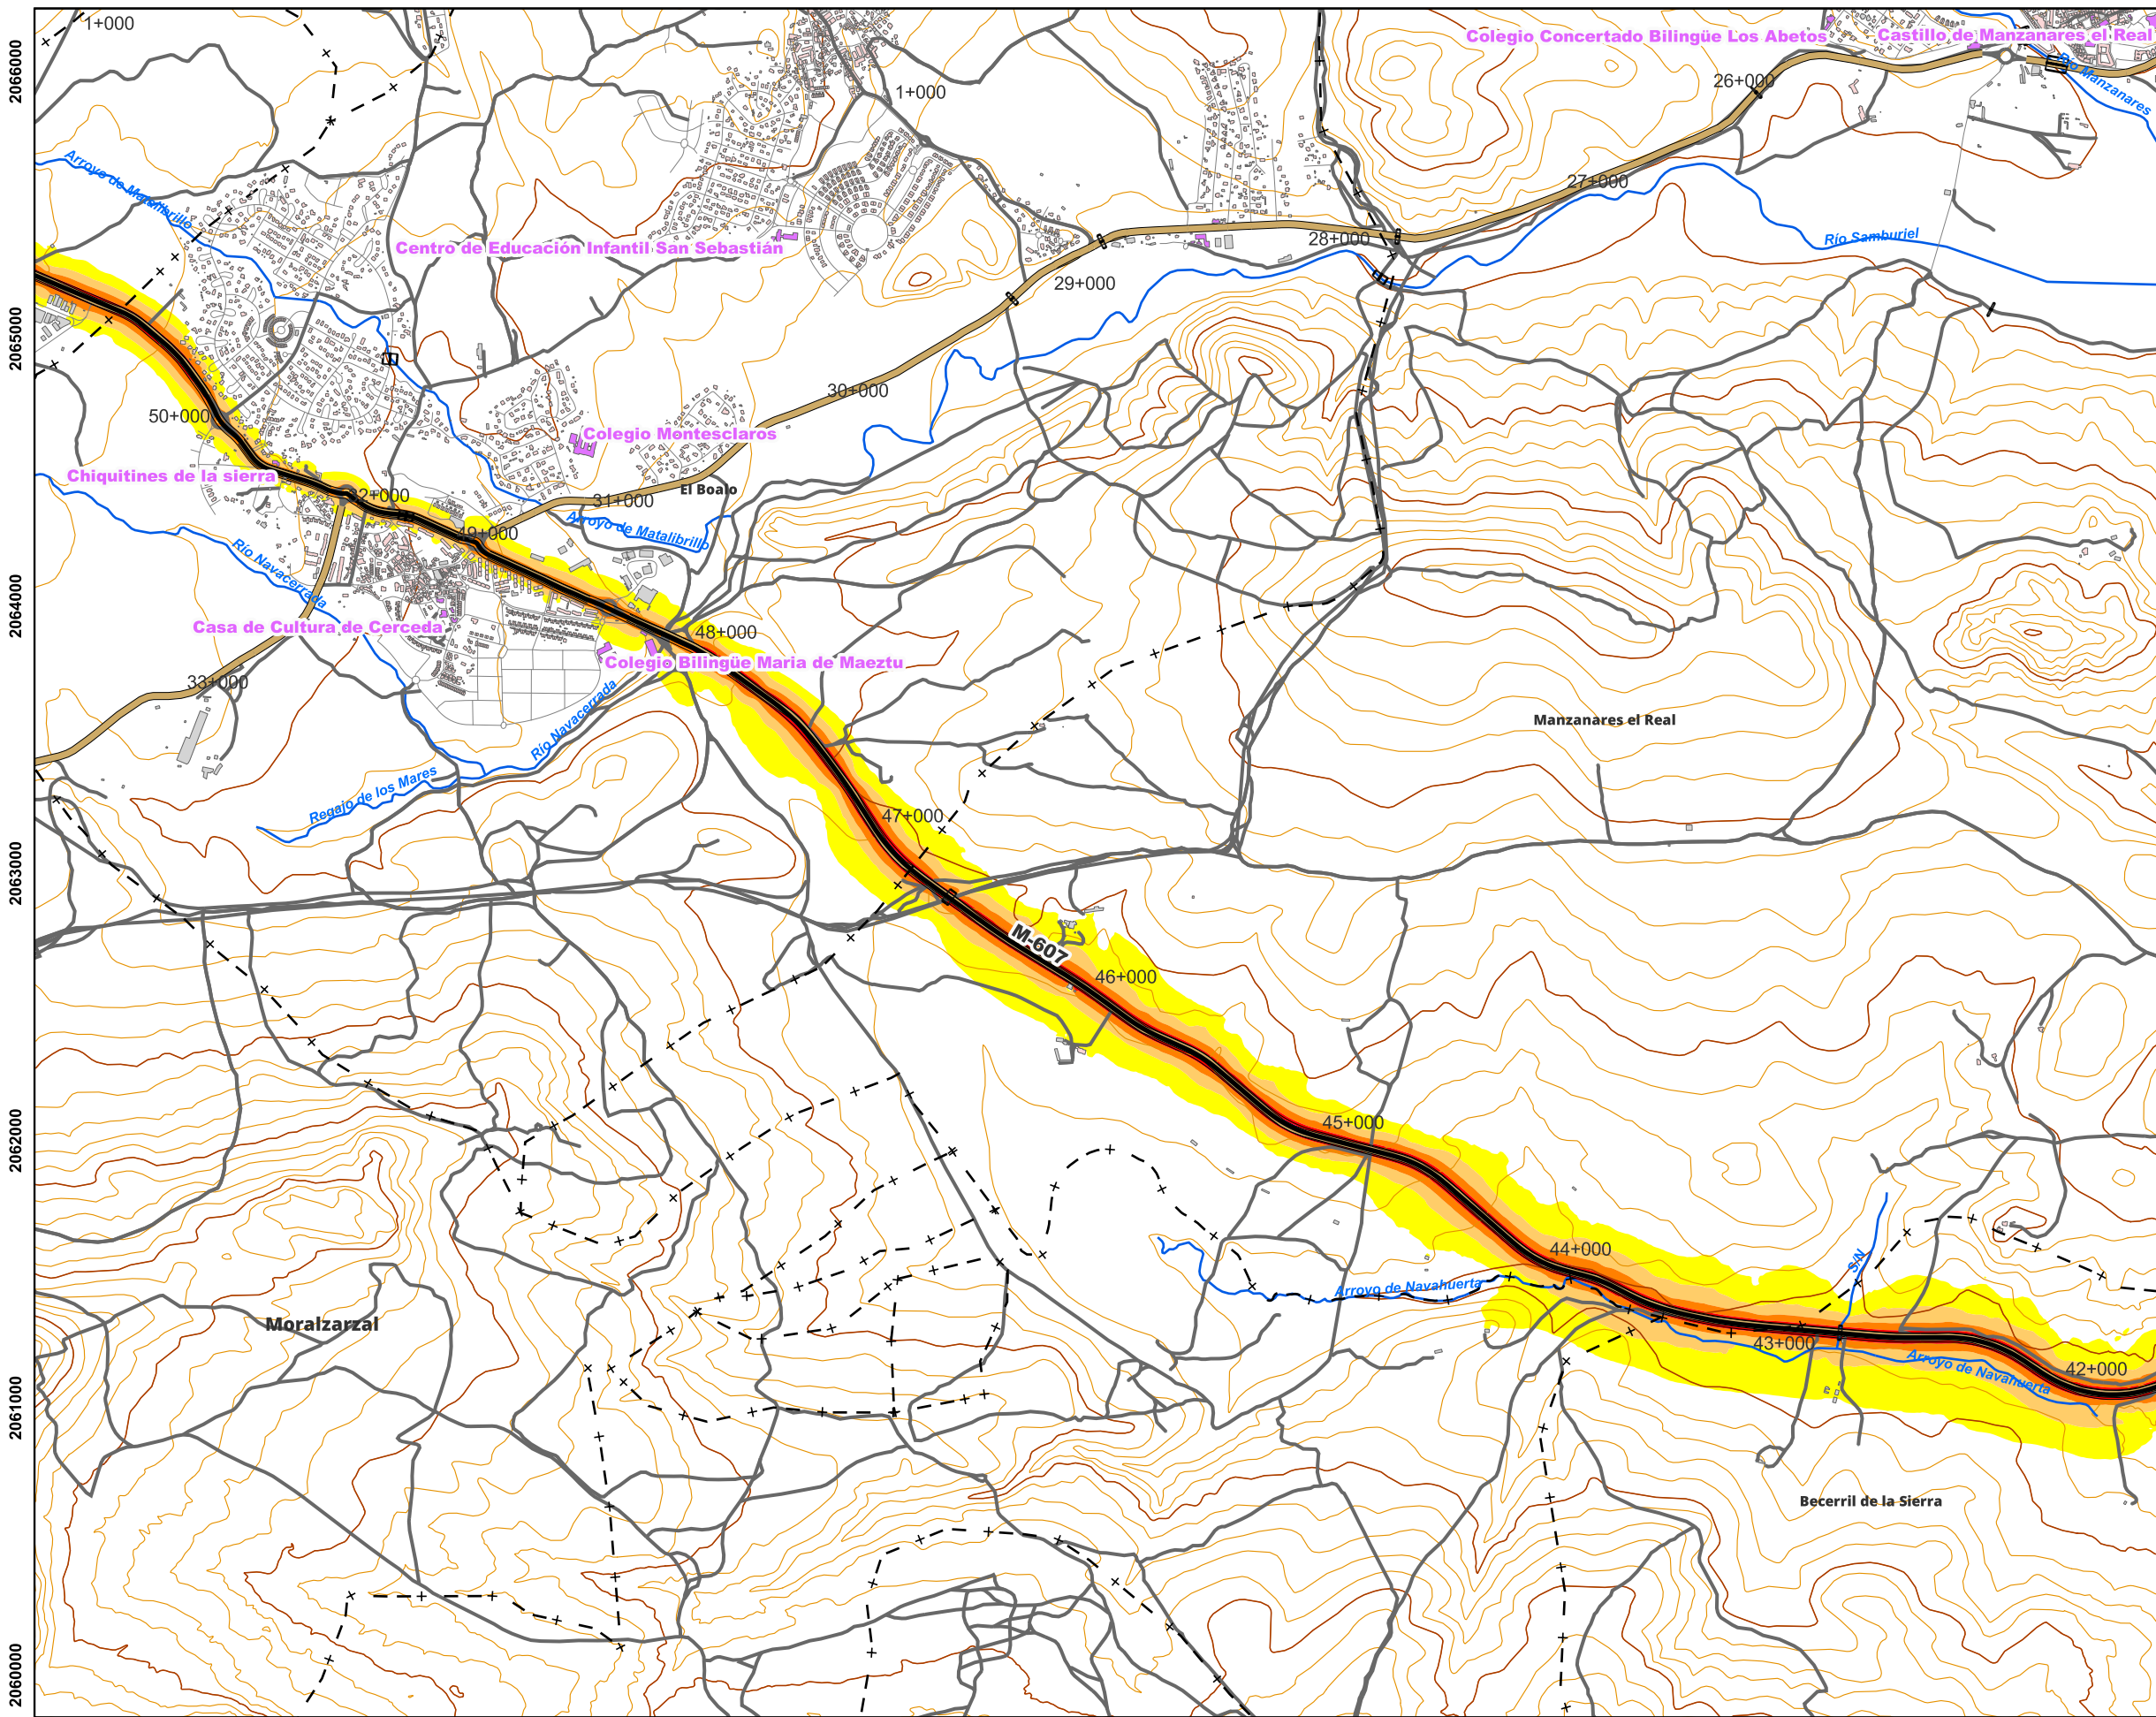 1+000
Colegio Concertado Bilingüe Los Abetos
Castillo de Manzanares el Real
2066000
26+000
Río Manzanares
1+000
Arroyo de Matalibrillo
27+000
Centro de Educación Infantil San Sebastián
28+000
Río Samburiel
29+000
2065000
30+000
50+000
Colegio Montesclaros
Chiquitines de la sierra
32+000
31+000
El Boalo
Arroyo de Matalibrillo
49+000
Río Navacerrada
2064000
Casa de Cultura de Cerceda
48+000
Colegio Bilingüe Maria de Maeztu
33+000
Río Navacerrada
Manzanares el Real
Regajo de los Mares
47+000
2063000
M-607
46+000
45+000
2062000
44+000
S/N
Arroyo de Navahuerta
Moralzarzal
43+000
Arroyo de Navahuerta
42+000
2061000
Becerril de la Sierra
2060000